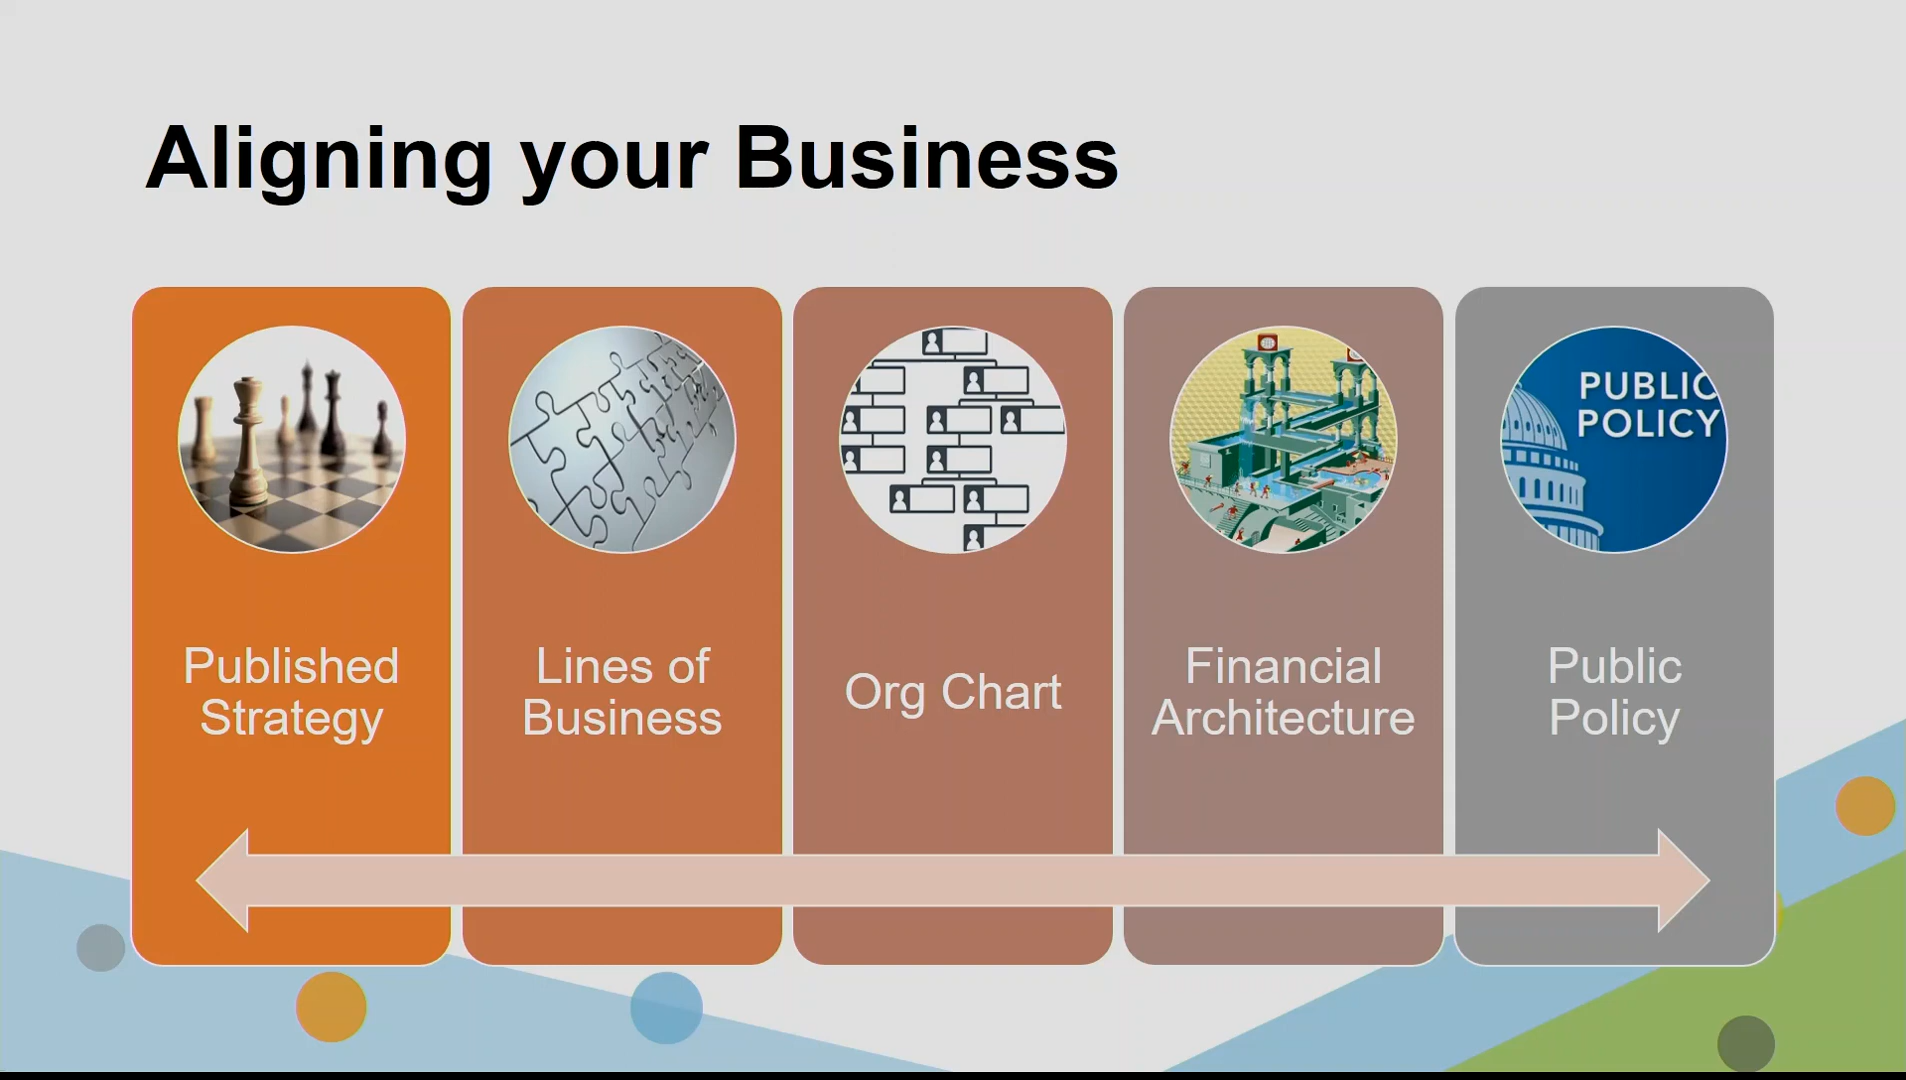 Aligning your Business
PUBLIC
POLICY
Published
Strategy
Lines of
Business
Org Chart
Financial
Architecture
Public
Policy